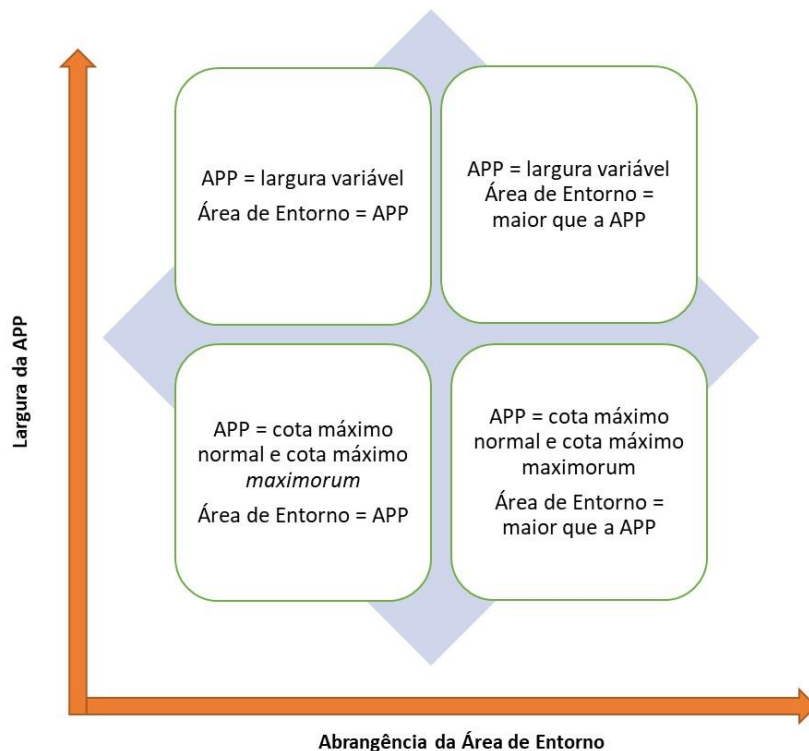 APP = largura variável
Área de Entorno = APP
APP = largura variável
Área de Entorno =
maior que a APP
Largura da APP
APP = cota máximo
normal e cota máximo
maximorum
Área de Entorno = APP
APP = cota máximo
normal e cota máximo
maximorum
Área de Entorno =
maior que a APP
Abrangência da Área de Entorno